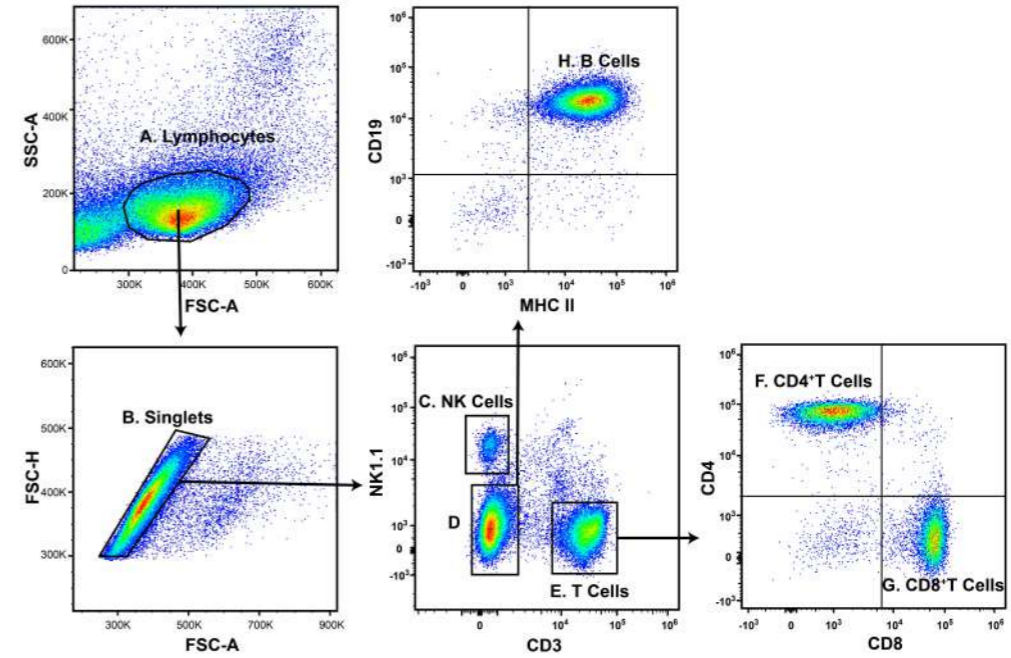 600K
400K
200K
0
SSC-A
A. Lymphocytes
300K 400K 500K 600K
FSC-A
10⁶
10⁵
10⁴
10³
0
-10³
CD19
H. B Cells
-10³ 0 10⁴ 10⁵ 10⁶
MHC II
600K
500K
400K
300K
FSC-H
B. Singlets
300K 500K 700K 900K
FSC-A
10⁶
10⁵
10⁴
10³
0
-10³
NK1.1
C. NK Cells
D
E. T Cells
0 10⁴ 10⁵ 10⁶
CD3
10⁶
10⁵
10⁴
10³
0
-10³
CD4
F. CD4⁺T Cells
G. CD8⁺T Cells
-10³ 0 10³ 10⁴ 10⁵ 10⁶
CD8